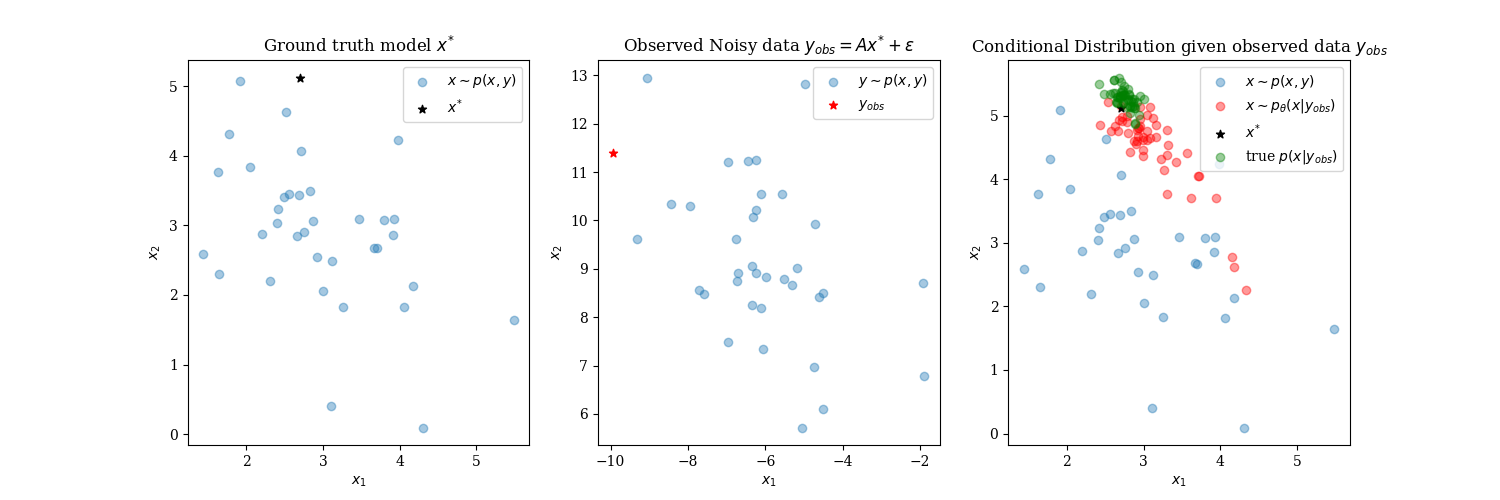 Ground truth model x*
x ~ p(x, y)
x*
5
4
3
2
1
0
x₂
2
3
4
5
x₁
Observed Noisy data y_obs = Ax* + ε
y ~ p(x, y)
y_obs
13
12
11
10
9
8
7
6
x₂
−10
−8
−6
−4
−2
x₁
Conditional Distribution given observed data y_obs
x ~ p(x, y)
x ~ p_θ(x|y_obs)
x*
true p(x|y_obs)
5
4
3
2
1
0
x₂
2
3
4
5
x₁